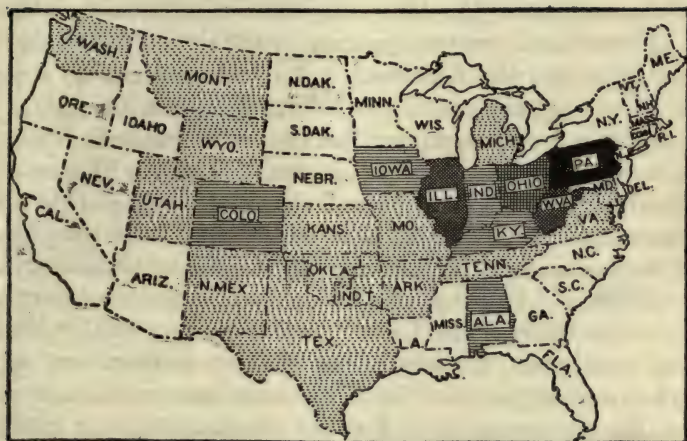 WASH.
MONT.
N.DAK.
MINN.
ME.
VT.
N.H.
ORE.
IDAHO
S.DAK.
WIS.
MICH.
N.Y.
MASS.
R.I.
WYO.
IOWA
PA.
NEBR.
NEV.
UTAH
ILL.
IND.
OHIO
MD.
DEL.
CAL.
COLO
W.VA.
KANS.
MO.
KY.
VA.
OKLA.
TENN.
N.C.
ARIZ.
N.MEX
IND.T.
ARK.
S.C.
MISS.
ALA
GA.
TEX.
LA.
FLA.